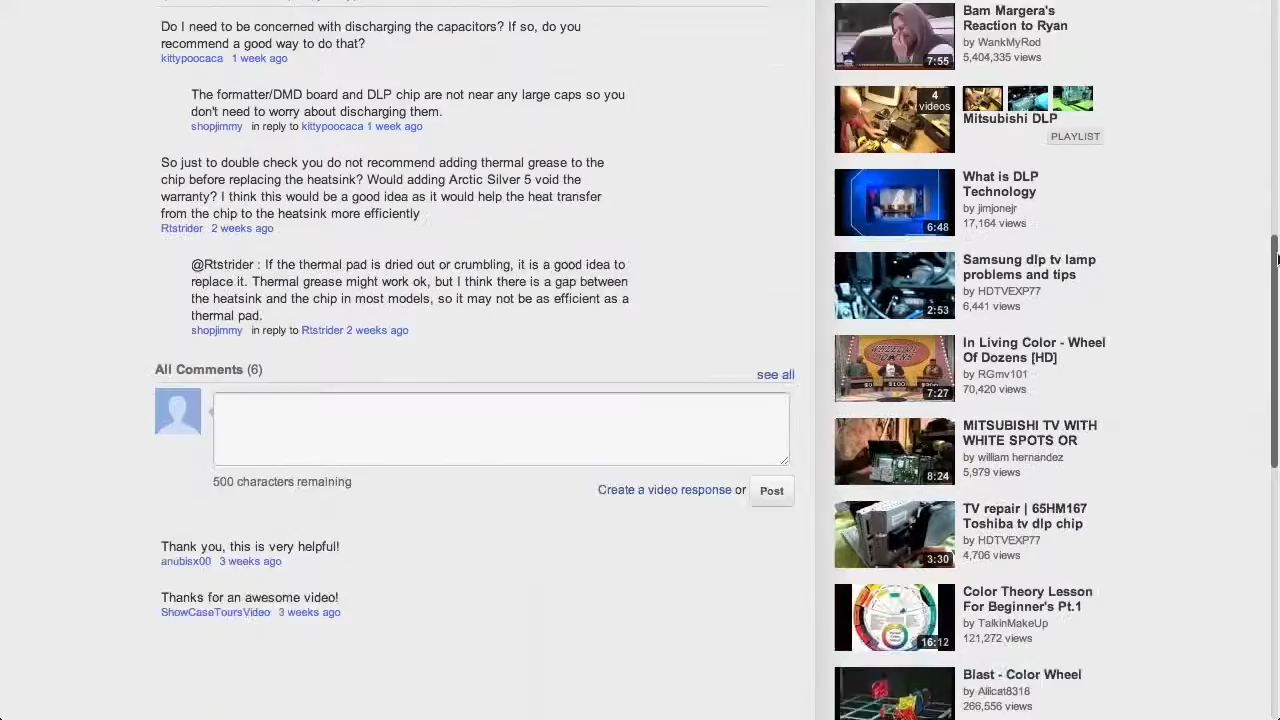 Do I need to be concerned with discharging the capacitors? If so, do you
recommend a good way to do that?
kittypoocaca 1 week ago
The formatter/DMD board and DLP chip are not near any large caps so you
don't need to worry about discharging them.
shopjimmy in reply to kittypoocaca 1 week ago
So just to double check you do not recommend adding thermal grease to the
chip before replacing the heatsink? Would adding Arctic Silver 5 void the
warranty? I think this would be a good idea as it would help the heat transfer
from the chip to the heatsink more efficiently
Rtstrider 2 weeks ago
@Rtstrider : If the thermal pad is dried out or crumbling, it is a good idea to
replace it. Thermal grease might work ok, but I think there is a gap between
the heatsink and the chip in most models, so it may not be as efficient as a
thermal
shopjimmy in reply to Rtstrider 2 weeks ago
All Comments (6)
see all
500 characters remaining
Create a video response or Post
Thank you, this is very helpful!
anubisx00 3 weeks ago
Thanks for an awesome video!
ShowCaseToursVideo 3 weeks ago
Bam Margera's
Reaction to Ryan
by WankMyRod
5,404,335 views
7:55
4
videos
Mitsubishi DLP
PLAYLIST
What is DLP
Technology
by jimjonejr
17,164 views
6:48
Samsung dlp tv lamp
problems and tips
by HDTVEXP77
6,441 views
2:53
In Living Color - Wheel
Of Dozens [HD]
by RGmv101
70,420 views
7:27
MITSUBISHI TV WITH
WHITE SPOTS OR
by william hernandez
5,979 views
8:24
TV repair | 65HM167
Toshiba tv dlp chip
by HDTVEXP77
4,706 views
3:30
Color Theory Lesson
For Beginner's Pt.1
by TalkinMakeUp
121,272 views
16:12
Blast - Color Wheel
by Allicat8318
266,556 views